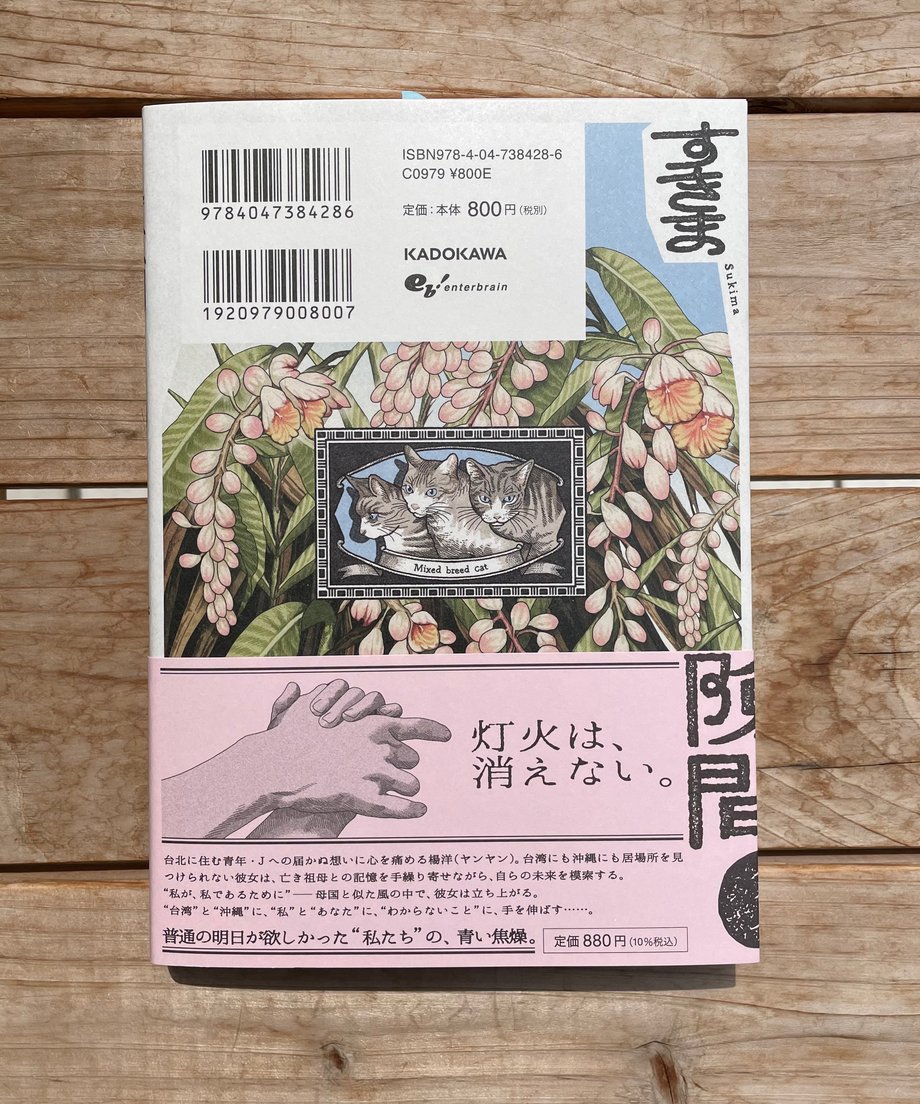 ISBN978-4-04-738428-6
C0979 ¥800E
9784047384286
定価：本体 800円（税別）
KADOKAWA
eb! enterbrain
1920979008007
すきま
Sukima
Mixed breed cat
灯火は、
消えない。
台北に住む青年・Jへの届かぬ想いに心を痛める楊洋（ヤンヤン）。台湾にも沖縄にも居場所を見
つけられない彼女は、亡き祖母との記憶を手繰り寄せながら、自らの未来を模索する。
“私が、私であるために”——母国と似た風の中で、彼女は立ち上がる。
“台湾”と“沖縄”に、“私”と“あなた”に、“わからないこと”に、手を伸ばす……。
普通の明日が欲しかった“私たち”の、青い焦燥。
定価 880円（10％税込）